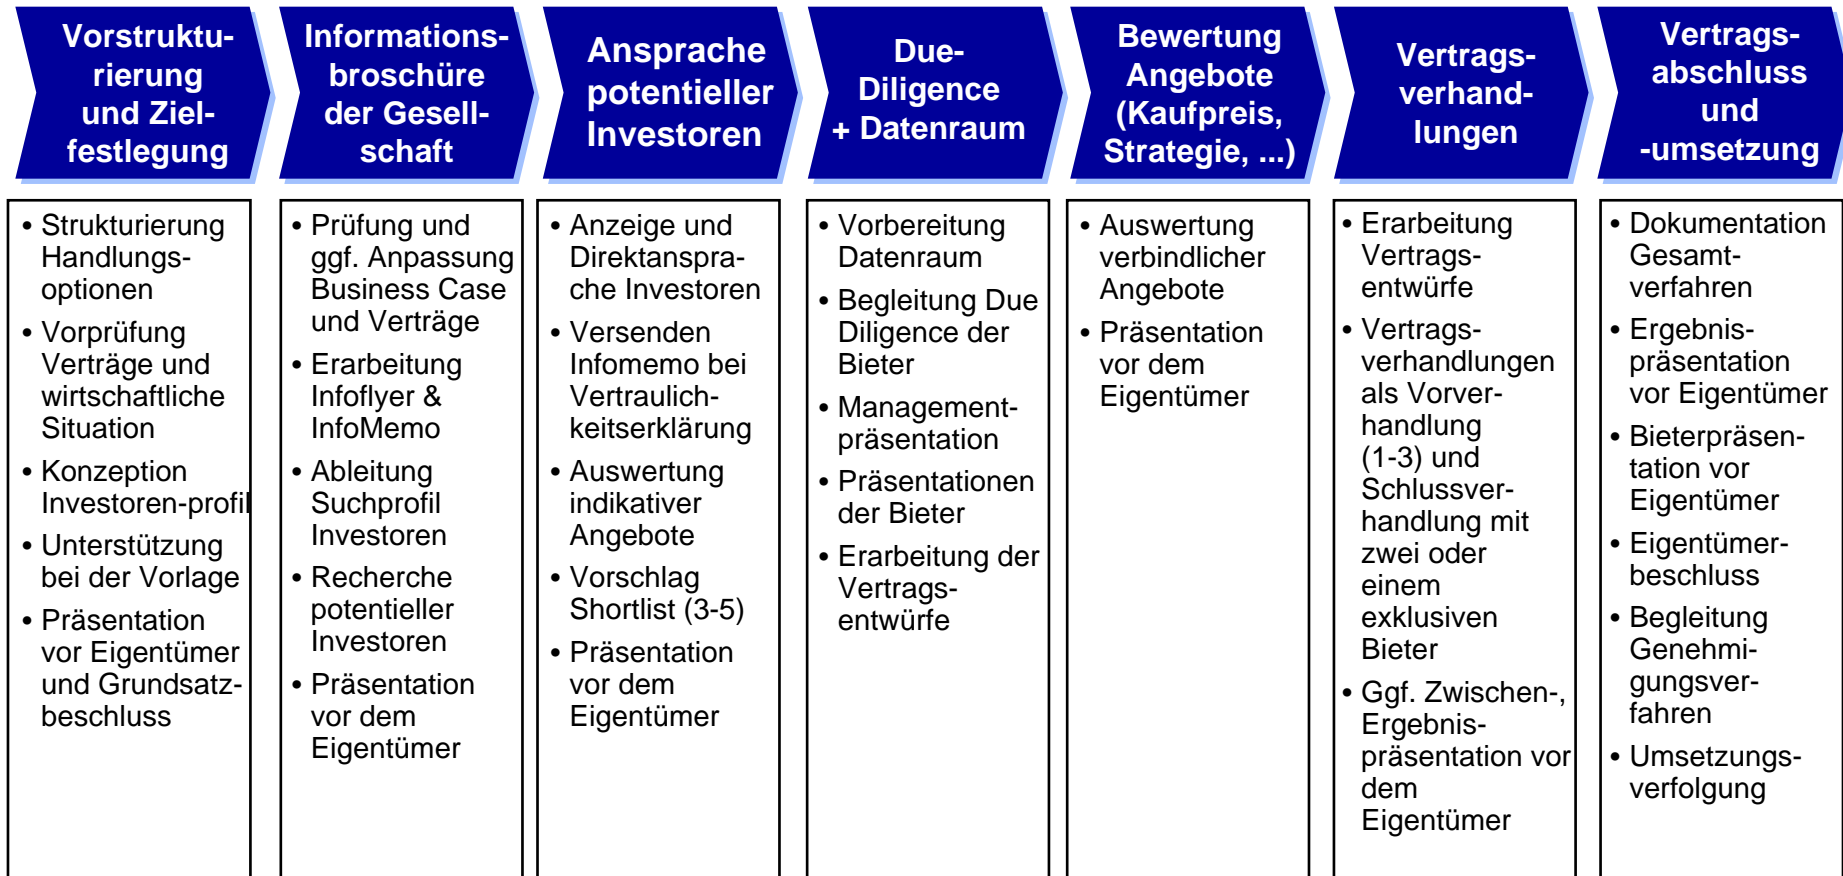 Vorstruktu-
rierung
und Ziel-
festlegung
Informations-
broschüre
der Gesell-
schaft
Ansprache
potentieller
Investoren
Due-
Diligence
+ Datenraum
Bewertung
Angebote
(Kaufpreis,
Strategie, ...)
Vertrags-
verhand-
lungen
Vertrags-
abschluss
und
-umsetzung
• Strukturierung
Handlungs-
optionen
• Vorprüfung
Verträge und
wirtschaftliche
Situation
• Konzeption
Investoren-profil
• Unterstützung
bei der Vorlage
• Präsentation
vor Eigentümer
und Grundsatz-
beschluss
• Prüfung und
ggf. Anpassung
Business Case
und Verträge
• Erarbeitung
Infoflyer &
InfoMemo
• Ableitung
Suchprofil
Investoren
• Recherche
potentieller
Investoren
• Präsentation
vor dem
Eigentümer
• Anzeige und
Direktanspra-
che Investoren
• Versenden
Infomemo bei
Vertraulich-
keitserklärung
• Auswertung
indikativer
Angebote
• Vorschlag
Shortlist (3-5)
• Präsentation
vor dem
Eigentümer
• Vorbereitung
Datenraum
• Begleitung Due
Diligence der
Bieter
• Management-
präsentation
• Präsentationen
der Bieter
• Erarbeitung der
Vertrags-
entwürfe
• Auswertung
verbindlicher
Angebote
• Präsentation
vor dem
Eigentümer
• Erarbeitung
Vertrags-
entwürfe
• Vertrags-
verhandlungen
als Vorver-
handlung
(1-3) und
Schlussver-
handlung mit
zwei oder
einem
exklusiven
Bieter
• Ggf. Zwischen-,
Ergebnis-
präsentation vor
dem
Eigentümer
• Dokumentation
Gesamt-
verfahren
• Ergebnis-
präsentation
vor Eigentümer
• Bieterpräsen-
tation vor
Eigentümer
• Eigentümer-
beschluss
• Begleitung
Genehmi-
gungsver-
fahren
• Umsetzungs-
verfolgung